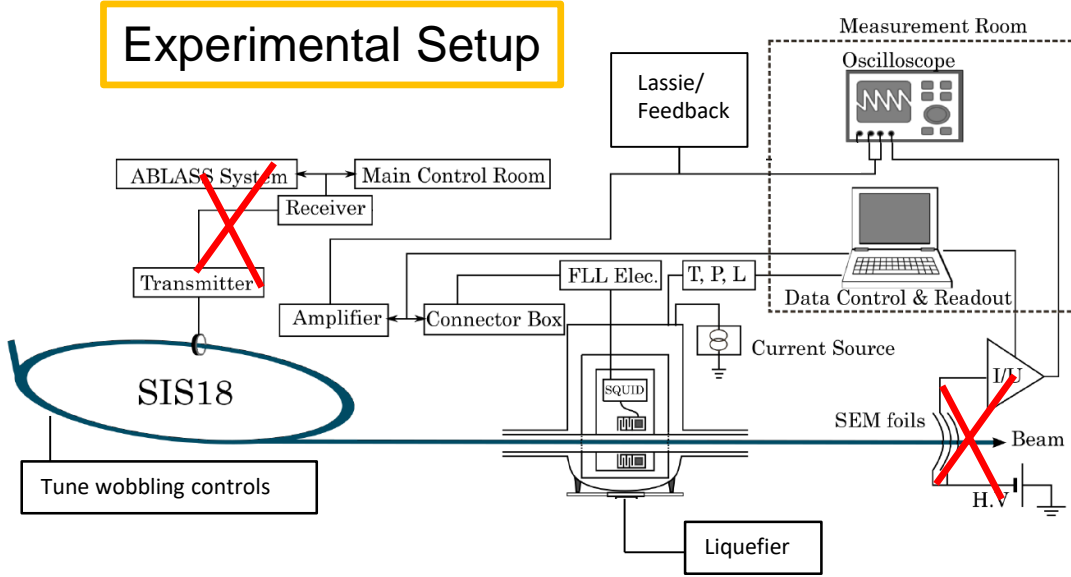 Experimental Setup
Measurement Room
Oscilloscope
Lassie/
Feedback
ABLASS System
Main Control Room
Receiver
Transmitter
FLL Elec.
T, P, L
Data Control & Readout
Amplifier
Connector Box
Current Source
I/U
SIS18
SQUID
SEM foils
Beam
Tune wobbling controls
H.V
Liquefier